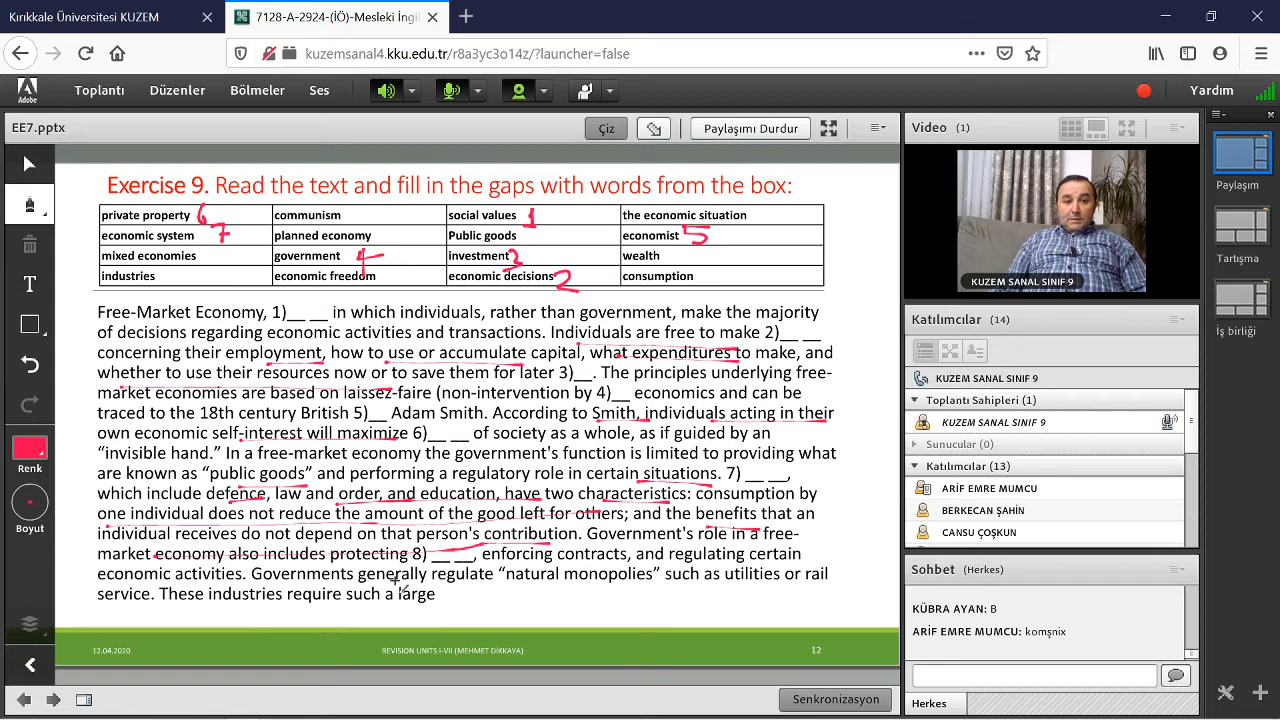 Kırıkkale Üniversitesi KUZEM
7128-A-2924-(İÖ)-Mesleki İngil
kuzemsanal4.kku.edu.tr/r8a3yc3o14z/?launcher=false
Adobe
Toplantı
Düzenler
Bölmeler
Ses
Yardım
EE7.pptx
Çiz
Paylaşımı Durdur
Exercise 9. Read the text and fill in the gaps with words from the box:
private property 6 communism social values 1 the economic situation
economic system 7 planned economy Public goods economist 5
mixed economies government 4 investment 3 wealth
industries economic freedom economic decisions 2 consumption
Free-Market Economy, 1)__ __ in which individuals, rather than government, make the majority
of decisions regarding economic activities and transactions. Individuals are free to make 2)__ __
concerning their employment, how to use or accumulate capital, what expenditures to make, and
whether to use their resources now or to save them for later 3)__. The principles underlying free-
market economies are based on laissez-faire (non-intervention by 4)__ economics and can be
traced to the 18th century British 5)__ Adam Smith. According to Smith, individuals acting in their
own economic self-interest will maximize 6)__ __ of society as a whole, as if guided by an
“invisible hand.” In a free-market economy the government's function is limited to providing what
are known as “public goods” and performing a regulatory role in certain situations. 7)__ __,
which include defence, law and order, and education, have two characteristics: consumption by
one individual does not reduce the amount of the good left for others; and the benefits that an
individual receives do not depend on that person's contribution. Government's role in a free-
market economy also includes protecting 8)__ __, enforcing contracts, and regulating certain
economic activities. Governments generally regulate “natural monopolies” such as utilities or rail
service. These industries require such a large
12.04.2020
REVISION UNITS I-VII (MEHMET DİKKAYA)
12
Senkronizasyon
Renk
Boyut
Video (1)
Katılımcılar (14)
KUZEM SANAL SINIF 9
Toplantı Sahipleri (1)
KUZEM SANAL SINIF 9
Sunucular (0)
Katılımcılar (13)
ARİF EMRE MUMCU
BERKECAN ŞAHİN
CANSU ÇOŞKUN
Sohbet (Herkes)
KÜBRA AYAN: B
ARİF EMRE MUMCU: komşnix
Herkes
Paylaşım
Tartışma
İş birliği